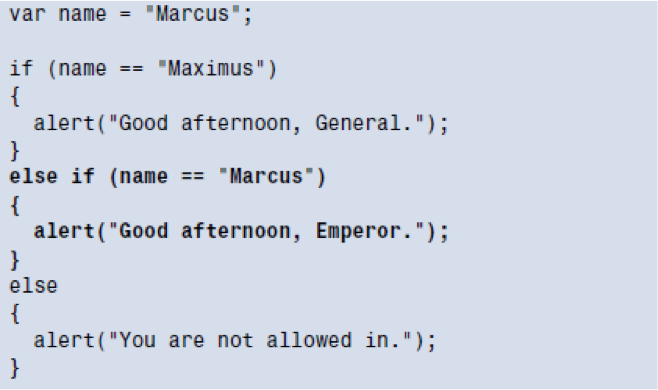 var name = "Marcus";
if (name == "Maximus")
{
alert("Good afternoon, General.");
}
else if (name == "Marcus")
{
alert("Good afternoon, Emperor.");
}
else
{
alert("You are not allowed in.");
}